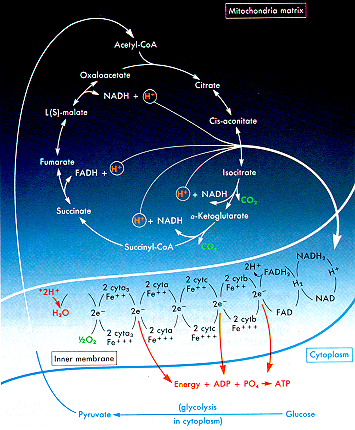 Mitochondria matrix
Acetyl-CoA
Oxaloacetate
Citrate
NADH + H+
L(S)-malate
Cis-aconitate
Fumarate
FADH + H+
Isocitrate
H+ + NADH
CO2
Succinate
H+ + NADH
α-Ketoglutarate
Succinyl-CoA
CO2
NADH2
H+
2H+
FADH2
H2
*2H+
2 cyta3
2 cyta
2 cytc
2 cytb
Fe++
Fe++
Fe++
Fe++
NAD
H2O
2e-
2e-
2e-
2e-
2e-
FAD
½O2
2 cyta3
2 cyta
2 cytc
2 cytb
Fe+++
Fe+++
Fe+++
Fe+++
Inner membrane
Cytoplasm
Energy + ADP + PO4 → ATP
Pyruvate
(glycolysis
in cytoplasm)
Glucose